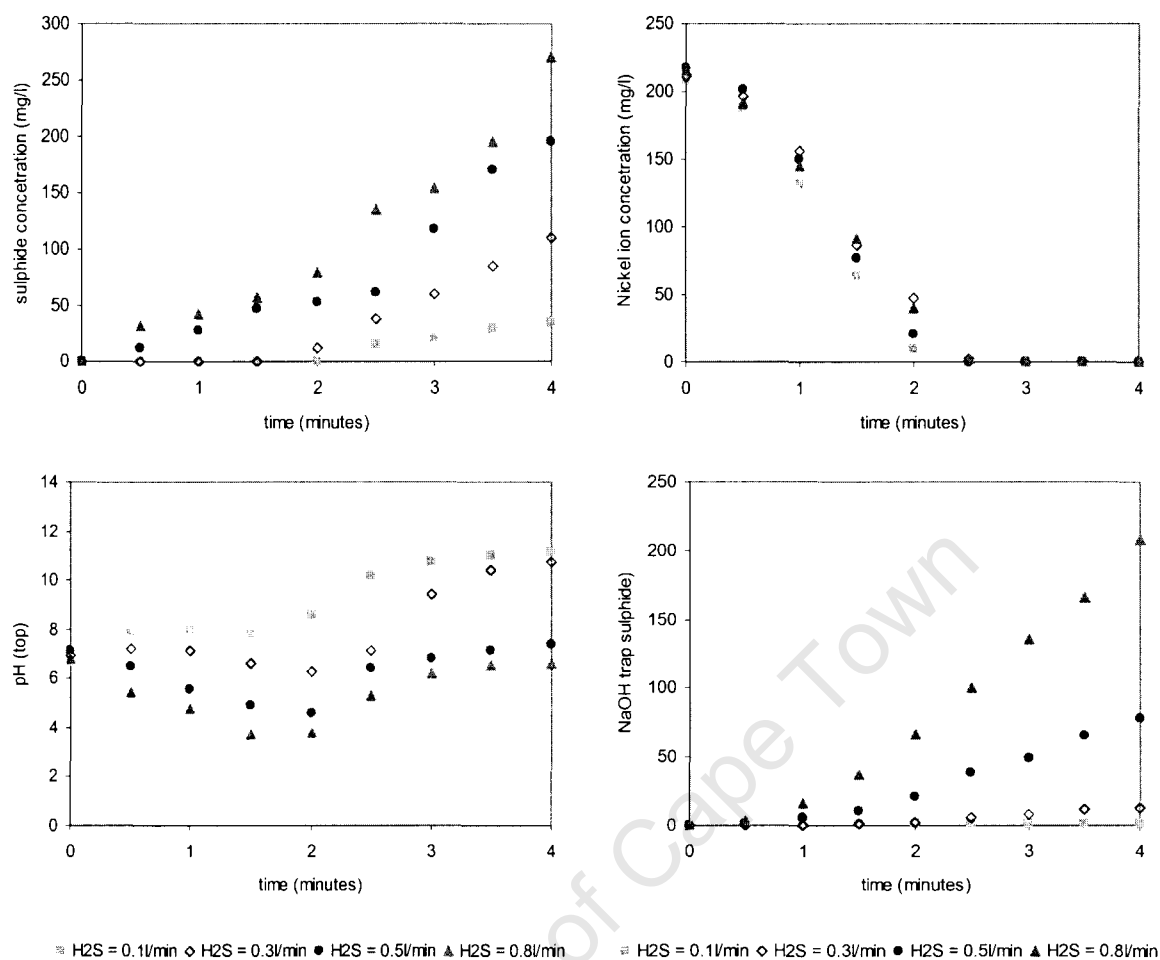 sulphide concetration (mg/l)
300
250
200
150
100
50
0
0 1 2 3 4
time (minutes)
Nickel ion concetration (mg/l)
250
200
150
100
50
0
0 1 2 3 4
time (minutes)
pH (top)
14
12
10
8
6
4
2
0
0 1 2 3 4
time (minutes)
NaOH trap sulphide)
250
200
150
100
50
0
0 1 2 3 4
time (minutes)
H2S = 0.1l/min H2S = 0.3l/min H2S = 0.5l/min H2S = 0.8l/min
H2S = 0.1l/min H2S = 0.3l/min H2S = 0.5l/min H2S = 0.8l/min
of Cape Town